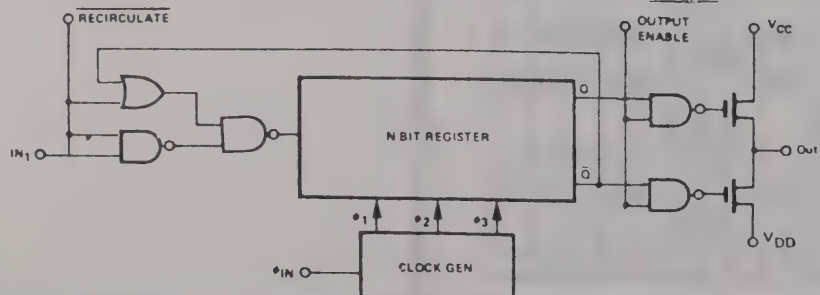 RECIRCULATE
OUTPUT
ENABLE
VCC
Q
IN1
N BIT REGISTER
Out
Q̄
φ1
φ2
φ3
VDD
φIN
CLOCK GEN